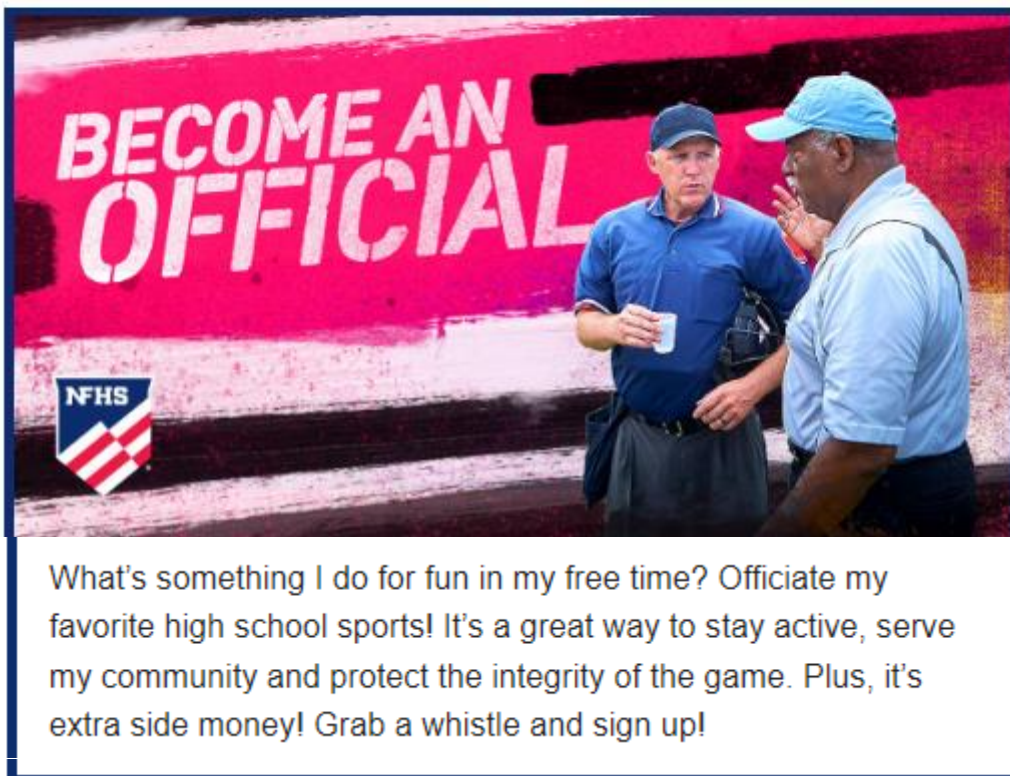 BECOME AN
OFFICIAL
NFHS
What’s something I do for fun in my free time? Officiate my
favorite high school sports! It’s a great way to stay active, serve
my community and protect the integrity of the game. Plus, it’s
extra side money! Grab a whistle and sign up!